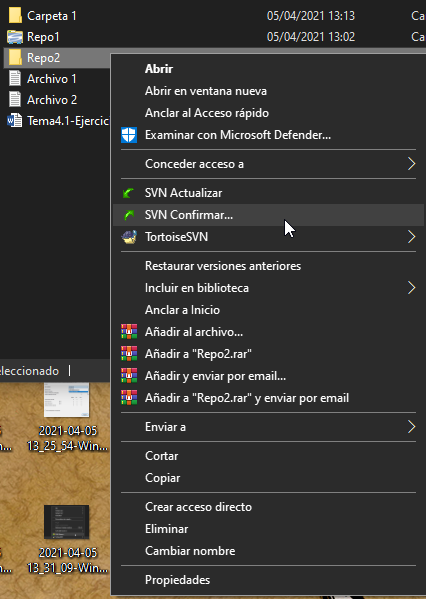 Carpeta 1 05/04/2021 13:13 Ca
Repo1 05/04/2021 13:02 Ca
Repo2
Archivo 1
Archivo 2
Tema4.1-Ejercic
Abrir
Abrir en ventana nueva
Anclar al Acceso rápido
Examinar con Microsoft Defender...
Conceder acceso a
SVN Actualizar
SVN Confirmar...
TortoiseSVN
Restaurar versiones anteriores
Incluir en biblioteca
Anclar a Inicio
Añadir al archivo...
Añadir a "Repo2.rar"
Añadir y enviar por email...
Añadir a "Repo2.rar" y enviar por email
Enviar a
Cortar
Copiar
Crear acceso directo
Eliminar
Cambiar nombre
Propiedades
eleccionado
2021-04-05
13_25_54-Win...
2021-04-05
13_31_09-Win...